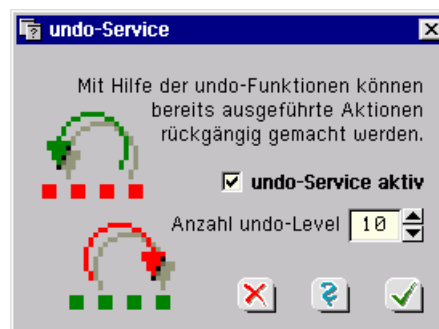 undo-Service
Mit Hilfe der undo-Funktionen können
bereits ausgeführte Aktionen
rückgängig gemacht werden.
undo-Service aktiv
Anzahl undo-Level 10